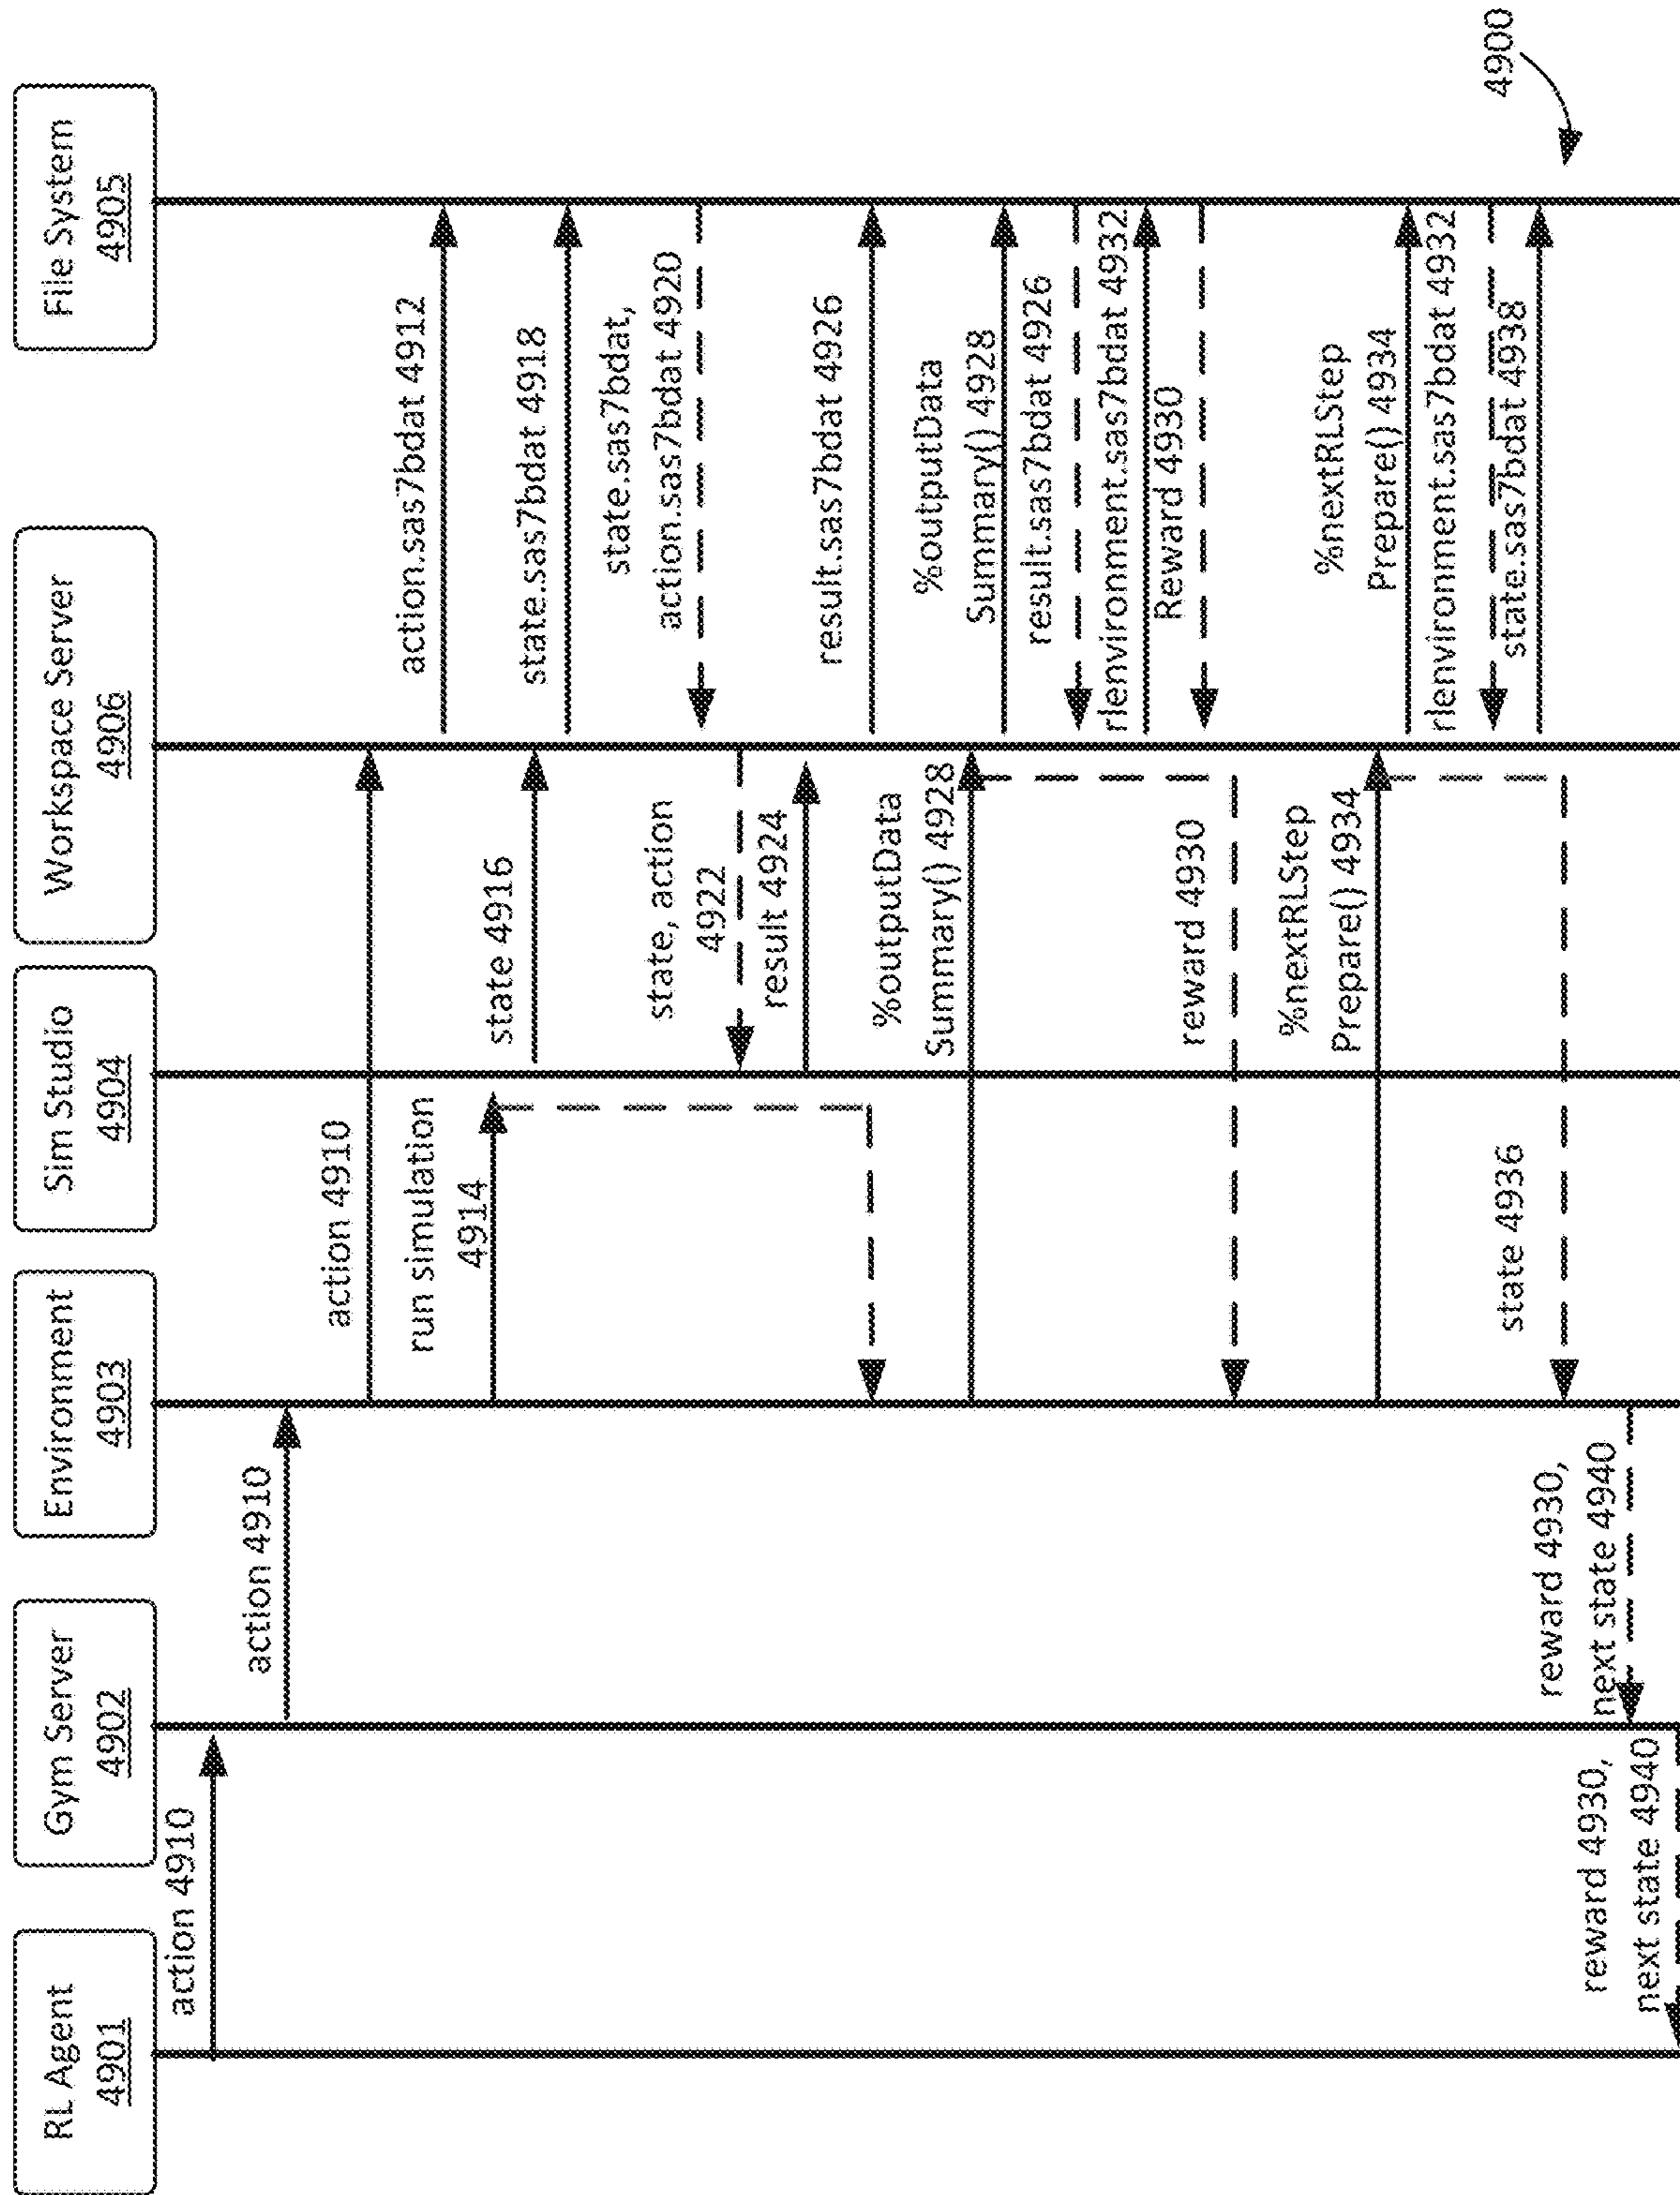 RL Agent
4901
Gym Server
4902
Environment
4903
Sim Studio
4904
Workspace Server
4906
File System
4905
action 4910
action 4910
action 4910
action.sas7bdat 4912
run simulation
4914
state 4916
state.sas7bdat 4918
state.sas7bdat,
action.sas7bdat 4920
state, action
4922
result 4924
result.sas7bdat 4926
%outputData
Summary() 4928
%outputData
Summary() 4928
result.sas7bdat 4926
rlenvironment.sas7bdat 4932
Reward 4930
reward 4930
%nextRLStep
Prepare() 4934
%nextRLStep
Prepare() 4934
rlenvironment.sas7bdat 4932
state.sas7bdat 4938
state 4936
reward 4930,
next state 4940
reward 4930,
next state 4940
4900